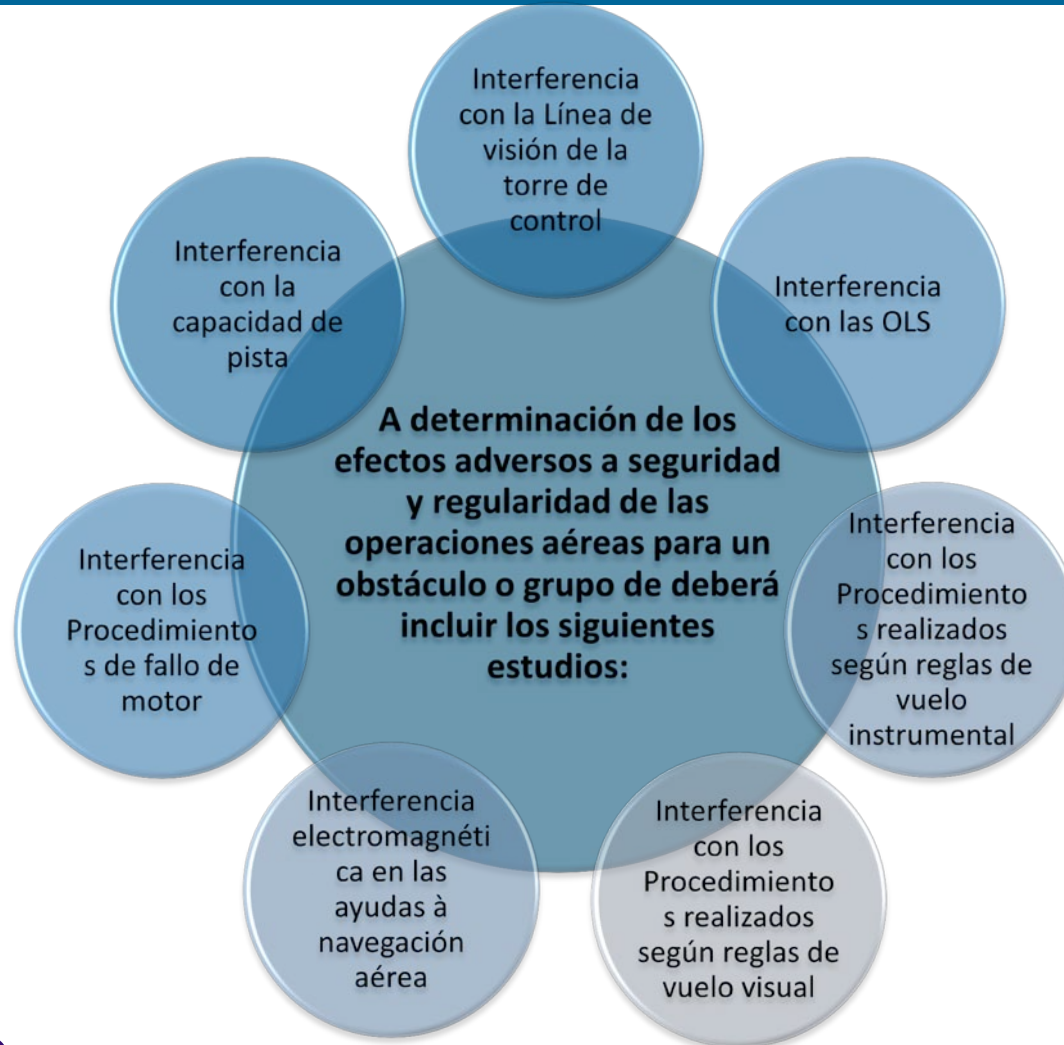 Interferencia
con la Línea de
visión de la
torre de
control
Interferencia
con las OLS
Interferencia
con los
Procedimiento
s realizados
según reglas de
vuelo
instrumental
Interferencia
con los
Procedimiento
s realizados
según reglas de
vuelo visual
Interferencia
electromagnéti
ca en las
ayudas à
navegación
aérea
Interferencia
con los
Procedimiento
s de fallo de
motor
Interferencia
con la
capacidad de
pista
A determinación de los
efectos adversos a seguridad
y regularidad de las
operaciones aéreas para un
obstáculo o grupo de deberá
incluir los siguientes
estudios: